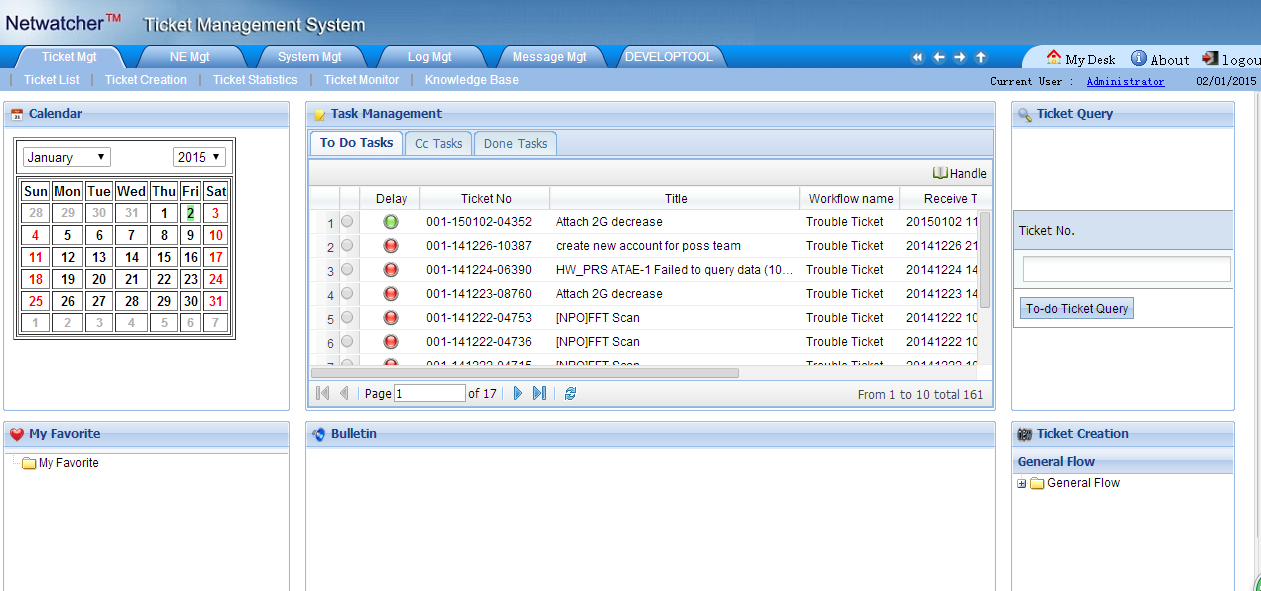 Netwatcher™ Ticket Management System
Ticket Mgt NE Mgt System Mgt Log Mgt Message Mgt DEVELOPTOOL My Desk About logou
Ticket List Ticket Creation Ticket Statistics Ticket Monitor Knowledge Base Current User : Administrator 02/01/2015
Calendar
January 2015
Sun Mon Tue Wed Thu Fri Sat
28 29 30 31 1 2 3
4 5 6 7 8 9 10
11 12 13 14 15 16 17
18 19 20 21 22 23 24
25 26 27 28 29 30 31
1 2 3 4 5 6 7
Task Management
To Do Tasks Cc Tasks Done Tasks
Handle
Delay Ticket No Title Workflow name Receive T
1 001-150102-04352 Attach 2G decrease Trouble Ticket 20150102 11
2 001-141226-10387 create new account for poss team Trouble Ticket 20141226 21
3 001-141224-06390 HW_PRS ATAE-1 Failed to query data (10... Trouble Ticket 20141224 14
4 001-141223-08760 Attach 2G decrease Trouble Ticket 20141223 14
5 001-141222-04753 [NPO]FFT Scan Trouble Ticket 20141222 10
6 001-141222-04736 [NPO]FFT Scan Trouble Ticket 20141222 10
7 001-141222-04715 [NPO]FFT Scan Trouble Ticket 20141222 10
Page 1 of 17 From 1 to 10 total 161
Ticket Query
Ticket No.
To-do Ticket Query
My Favorite
My Favorite
Bulletin
Ticket Creation
General Flow
General Flow